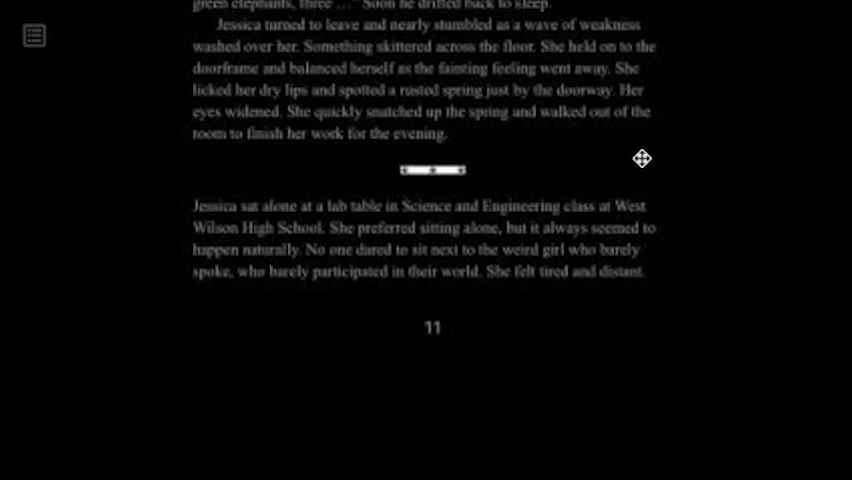 green elephants, three ...” Soon he drifted back to sleep.
Jessica turned to leave and nearly stumbled as a wave of weakness
washed over her. Something skittered across the floor. She held on to the
doorframe and balanced herself as the fainting feeling went away. She
licked her dry lips and spotted a rusted spring just by the doorway. Her
eyes widened. She quickly snatched up the spring and walked out of the
room to finish her work for the evening.
Jessica sat alone at a lab table in Science and Engineering class at West
Wilson High School. She preferred sitting alone, but it always seemed to
happen naturally. No one dared to sit next to the weird girl who barely
spoke, who barely participated in their world. She felt tired and distant.
11